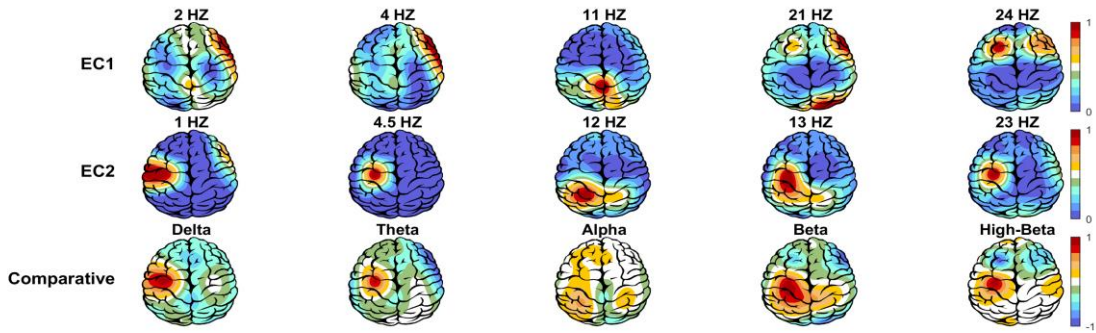 2 HZ 4 HZ 11 HZ 21 HZ 24 HZ
1
EC1
0
1 HZ 4.5 HZ 12 HZ 13 HZ 23 HZ
1
EC2
0
Delta Theta Alpha Beta High-Beta
1
Comparative
-1